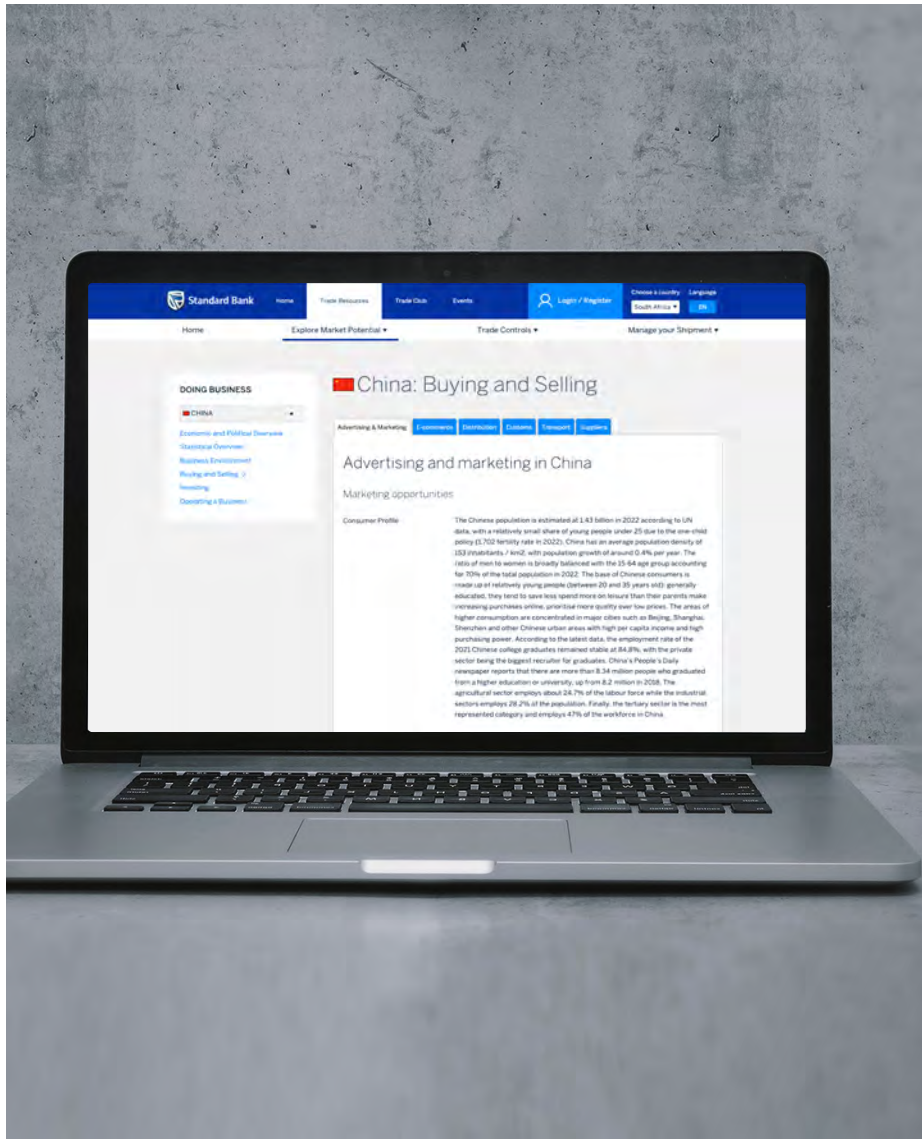 Standard Bank
Home
Trade Resources
Trade Club
Events
Login / Register
Choose a country
Language
South Africa
EN
Home
Explore Market Potential
Trade Controls
Manage your Shipment
DOING BUSINESS
CHINA
Economic and Political Overview
Statistical Overview
Business Environment
Buying and Selling
Investing
Operating a Business
China: Buying and Selling
Advertising & Marketing
E-commerce
Distribution
Customs
Transport
Suppliers
Advertising and marketing in China
Marketing opportunities
Consumer Profile
The Chinese population is estimated at 1.43 billion in 2022 according to UN
data, with a relatively small share of young people under 25 due to the one-child
policy (1.702 fertility rate in 2022). China has an average population density of
153 inhabitants / km2, with population growth of around 0.4% per year. The
ratio of men to women is broadly balanced with the 15-64 age group accounting
for 70% of the total population in 2022. The base of Chinese consumers is
made up of relatively young people (between 20 and 35 years old): generally
educated, they tend to save less spend more on leisure than their parents make
increasing purchases online, prioritise more quality over low prices. The areas of
higher consumption are concentrated in major cities such as Beijing, Shanghai,
Shenzhen and other Chinese urban areas with high per capita income and high
purchasing power. According to the latest data, the employment rate of the
2021 Chinese college graduates remained stable at 84.8%, with the private
sector being the biggest recruiter for graduates. China's People's Daily
newspaper reports that there are more than 8.34 million people who graduated
from a higher education or university, up from 8.2 million in 2018. The
agricultural sector employs about 24.7% of the labour force while the industrial
sectors employs 28.2% of the population. Finally, the tertiary sector is the most
represented category and employs 47% of the workforce in China.